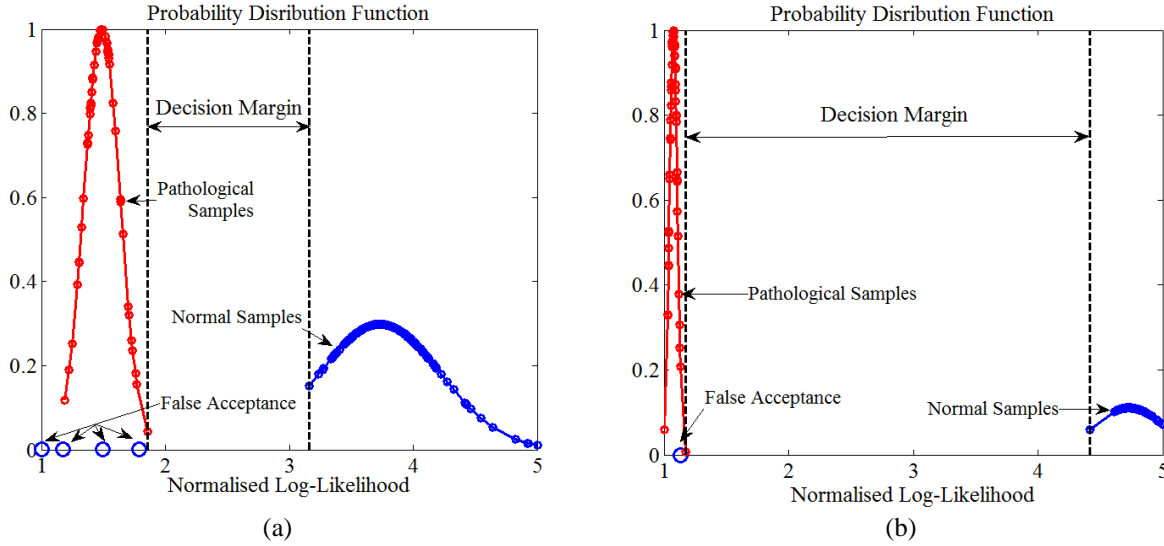 Probability Disribution Function
1
0.8
0.6
0.4
0.2
0
Decision Margin
Pathological
Samples
Normal Samples
False Acceptance
1 2 3 4 5
Normalised Log-Likelihood
(a)
Probability Disribution Function
1
0.8
0.6
0.4
0.2
0
Decision Margin
Pathological Samples
False Acceptance
Normal Samples
1 2 3 4 5
Normalised Log-Likelihood
(b)